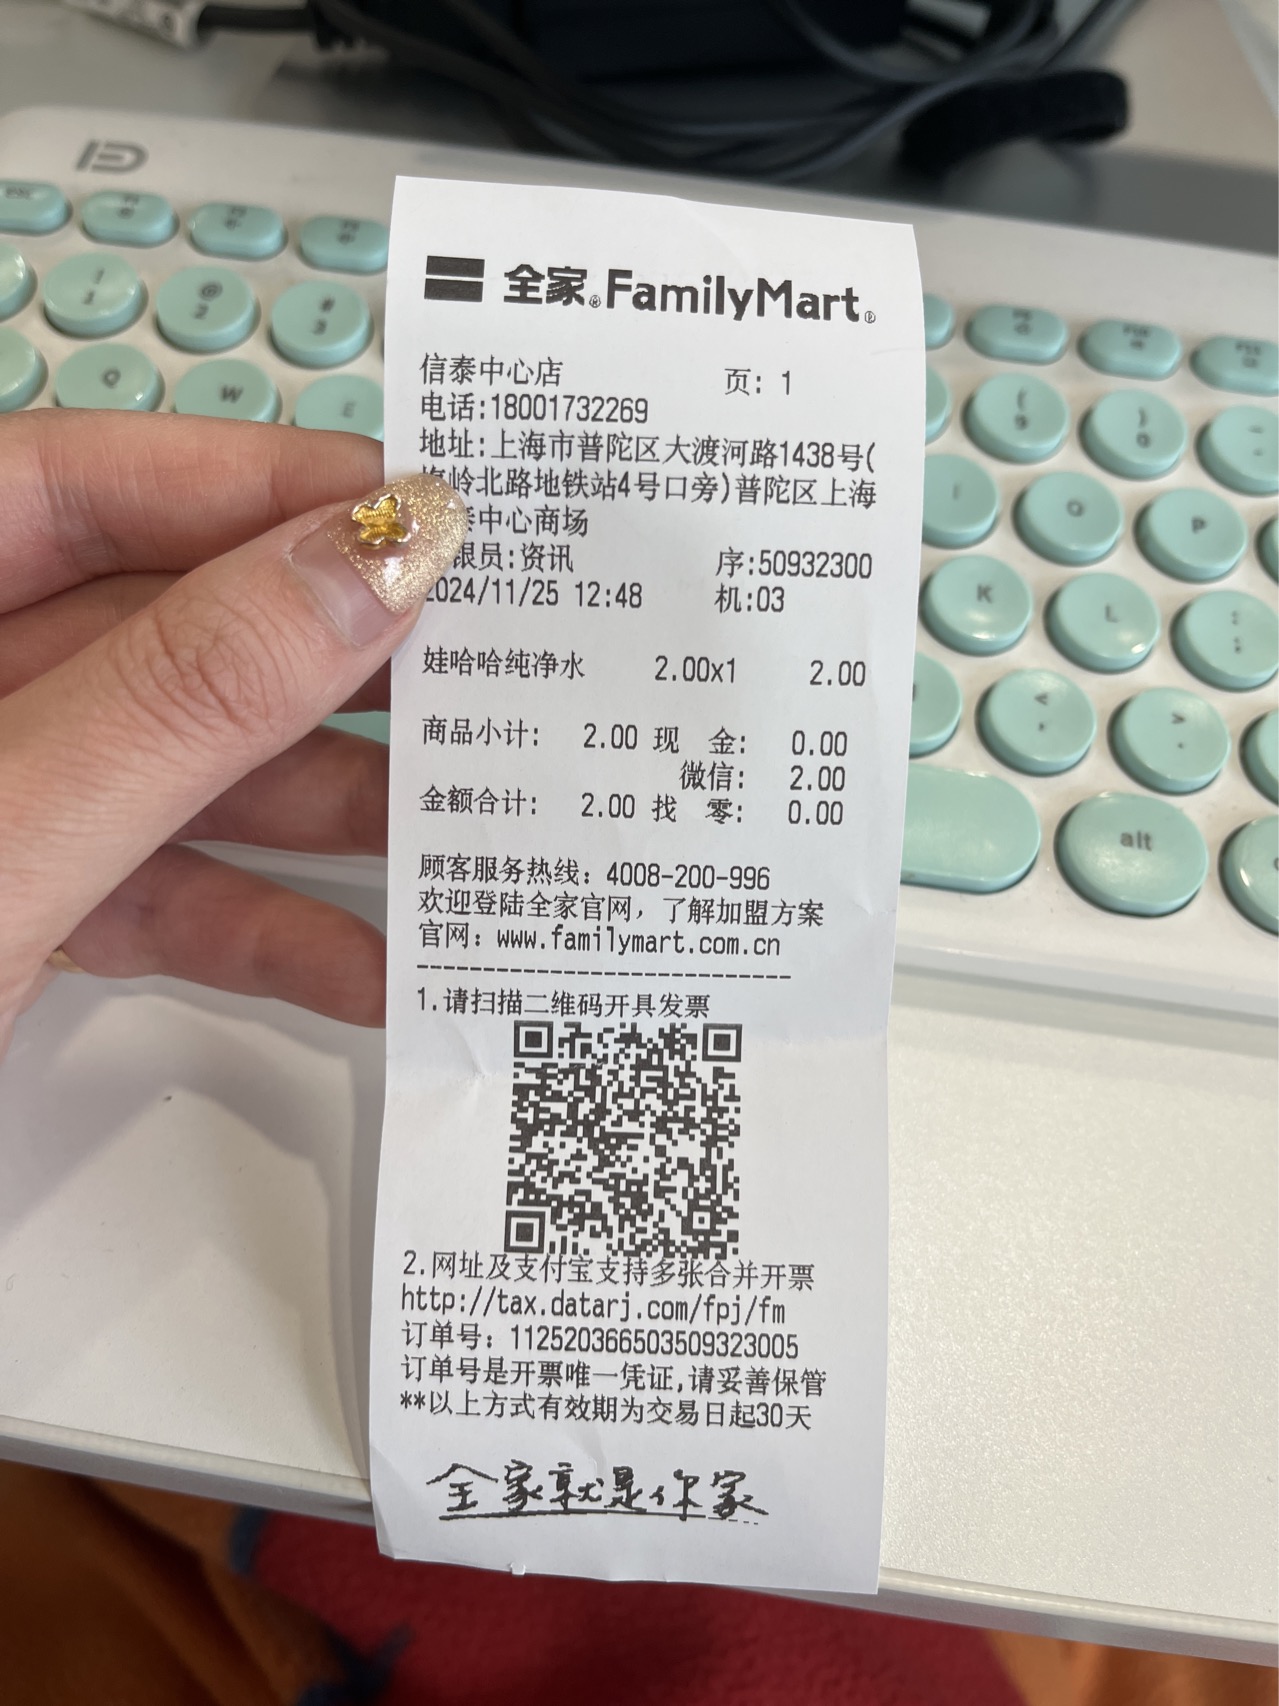 全家®FamilyMart®
信泰中心店 页: 1
电话:18001732269
地址:上海市普陀区大渡河路1438号(
岭北路地铁站4号口旁)普陀区上海
泰中心商场
银员:资讯 序:50932300
2024/11/25 12:48 机:03
娃哈哈纯净水 2.00x1 2.00
商品小计: 2.00 现 金: 0.00
微信: 2.00
金额合计: 2.00 找 零: 0.00
顾客服务热线: 4008-200-996
欢迎登陆全家官网, 了解加盟方案
官网: www.familymart.com.cn
1.请扫描二维码开具发票
2.网址及支付宝支持多张合并开票
http://tax.datarj.com/fpj/fm
订单号: 112520366503509323005
订单号是开票唯一凭证,请妥善保管
**以上方式有效期为交易日起30天
全家就是你家
! 1
@ 2
# 3
Q
W
E
( 9
) 0
I
O
P
K
L
alt